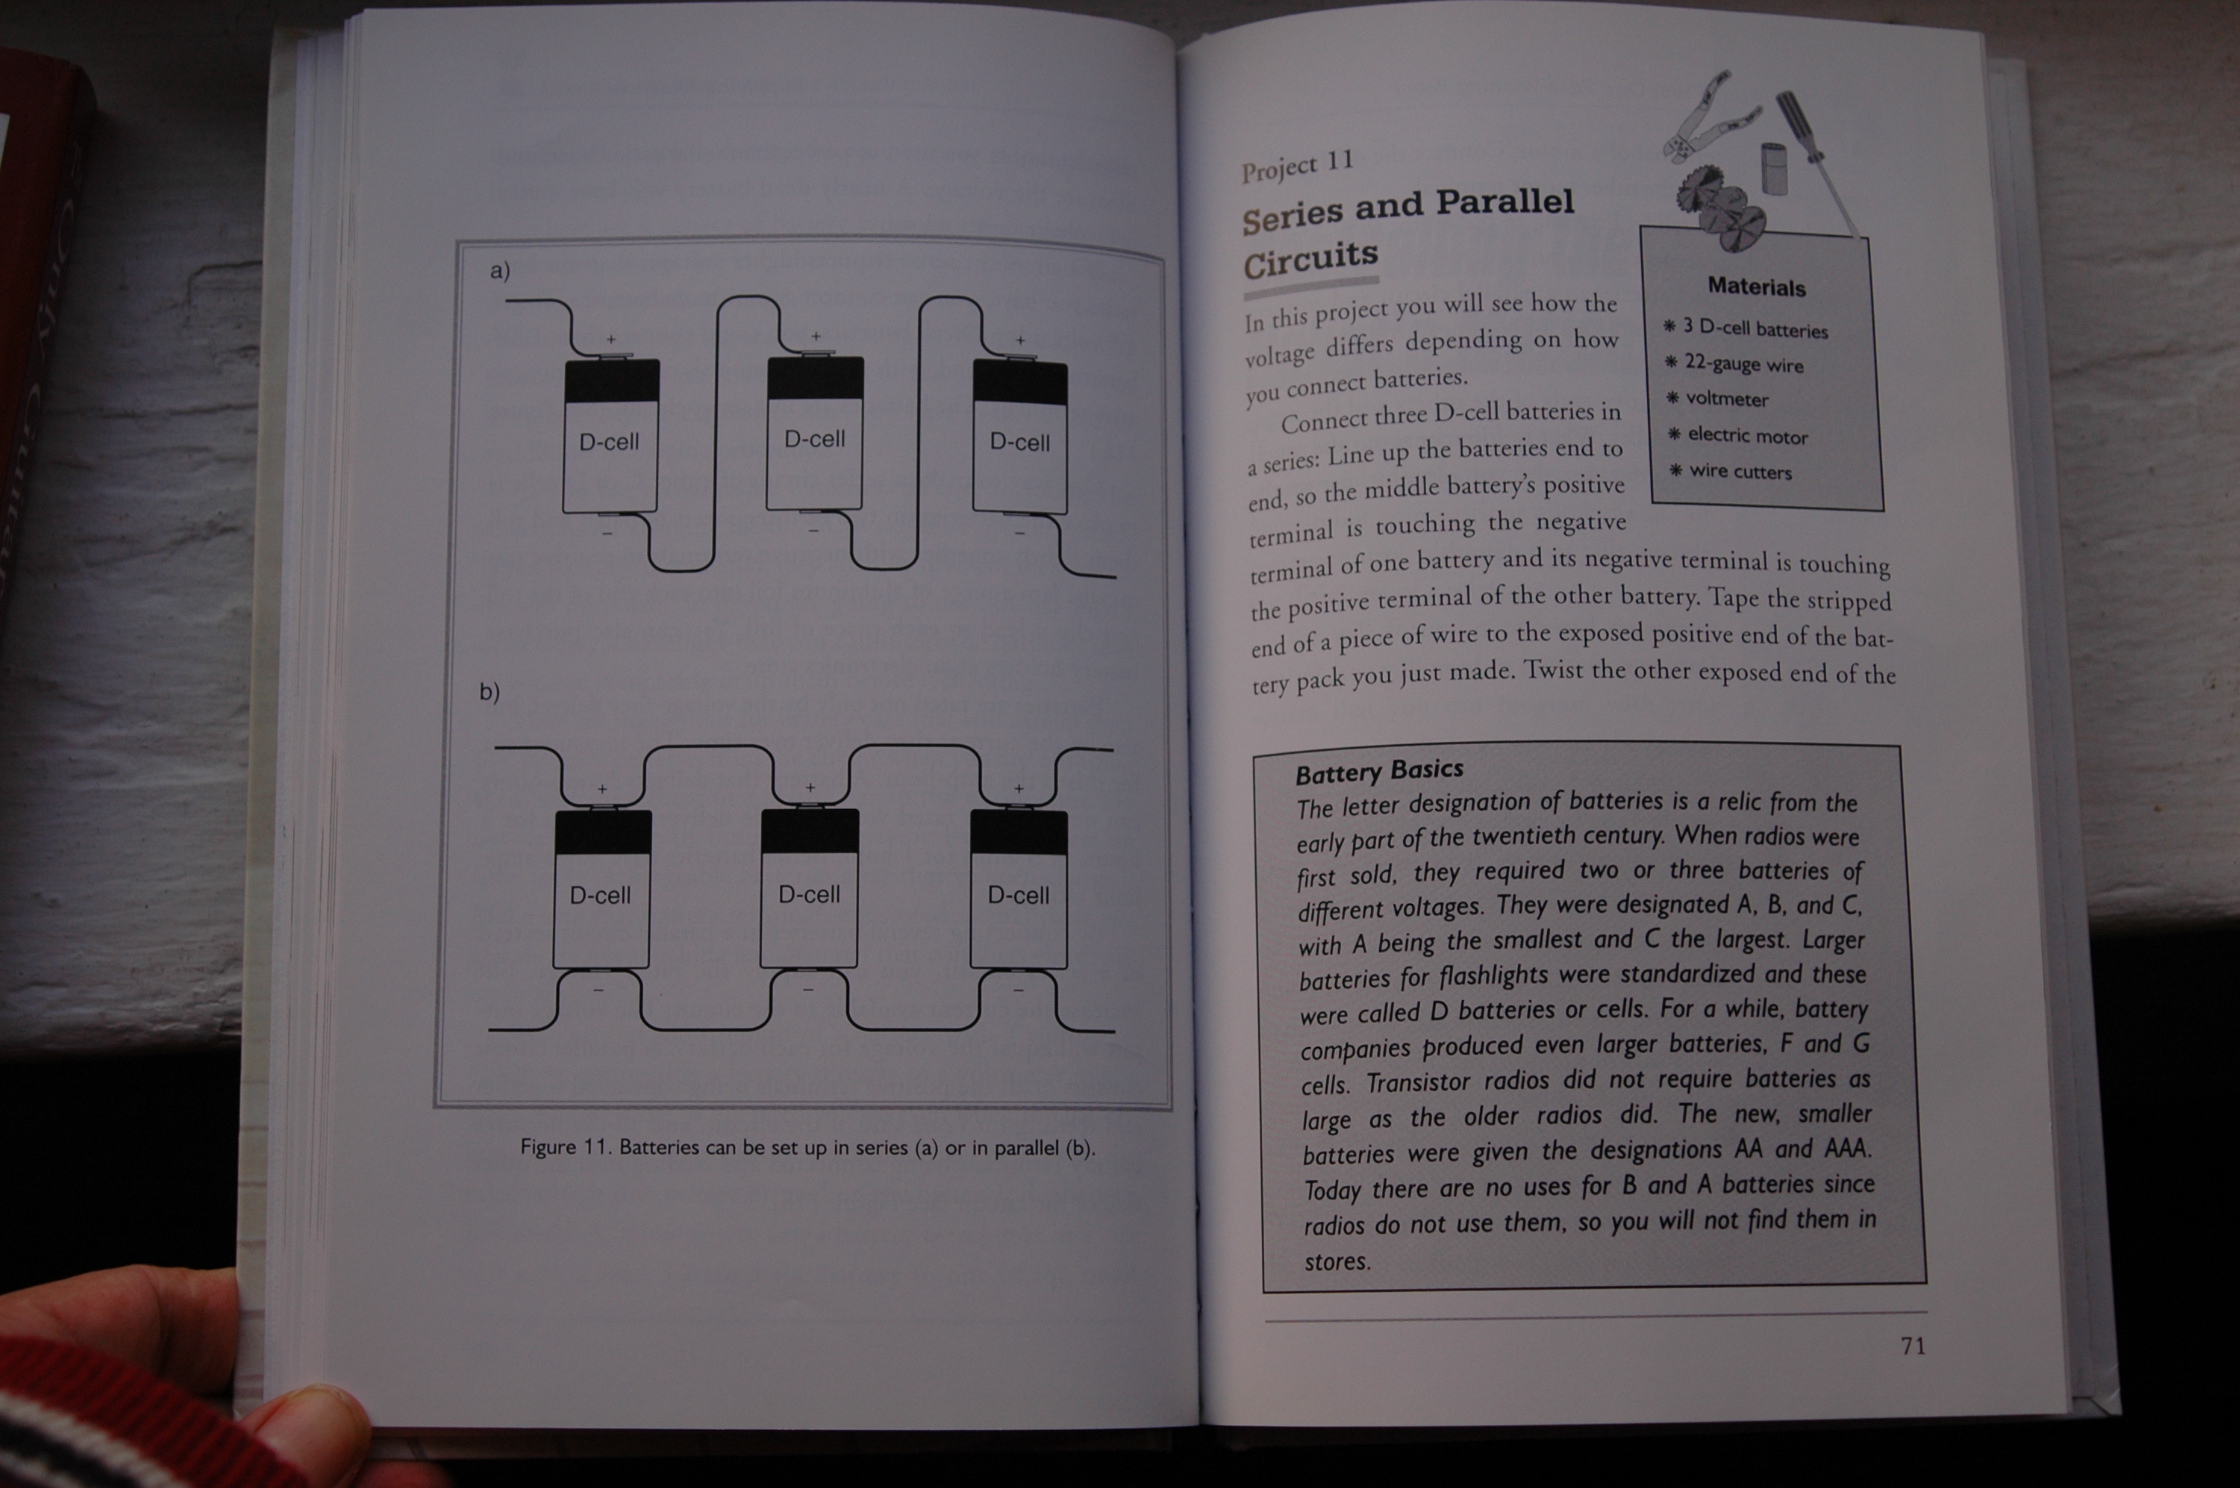 a)
+
+
+
D-cell
D-cell
D-cell
–
–
–
b)
+
+
+
D-cell
D-cell
D-cell
–
–
–
Figure 11. Batteries can be set up in series (a) or in parallel (b).
Project 11
Series and Parallel
Circuits
In this project you will see how the
voltage differs depending on how
you connect batteries.
Connect three D-cell batteries in
a series: Line up the batteries end to
end, so the middle battery's positive
terminal is touching the negative
terminal of one battery and its negative terminal is touching
the positive terminal of the other battery. Tape the stripped
end of a piece of wire to the exposed positive end of the bat-
tery pack you just made. Twist the other exposed end of the
Materials
* 3 D-cell batteries
* 22-gauge wire
* voltmeter
* electric motor
* wire cutters
Battery Basics
The letter designation of batteries is a relic from the
early part of the twentieth century. When radios were
first sold, they required two or three batteries of
different voltages. They were designated A, B, and C,
with A being the smallest and C the largest. Larger
batteries for flashlights were standardized and these
were called D batteries or cells. For a while, battery
companies produced even larger batteries, F and G
cells. Transistor radios did not require batteries as
large as the older radios did. The new, smaller
batteries were given the designations AA and AAA.
Today there are no uses for B and A batteries since
radios do not use them, so you will not find them in
stores.
71
Only Guitar